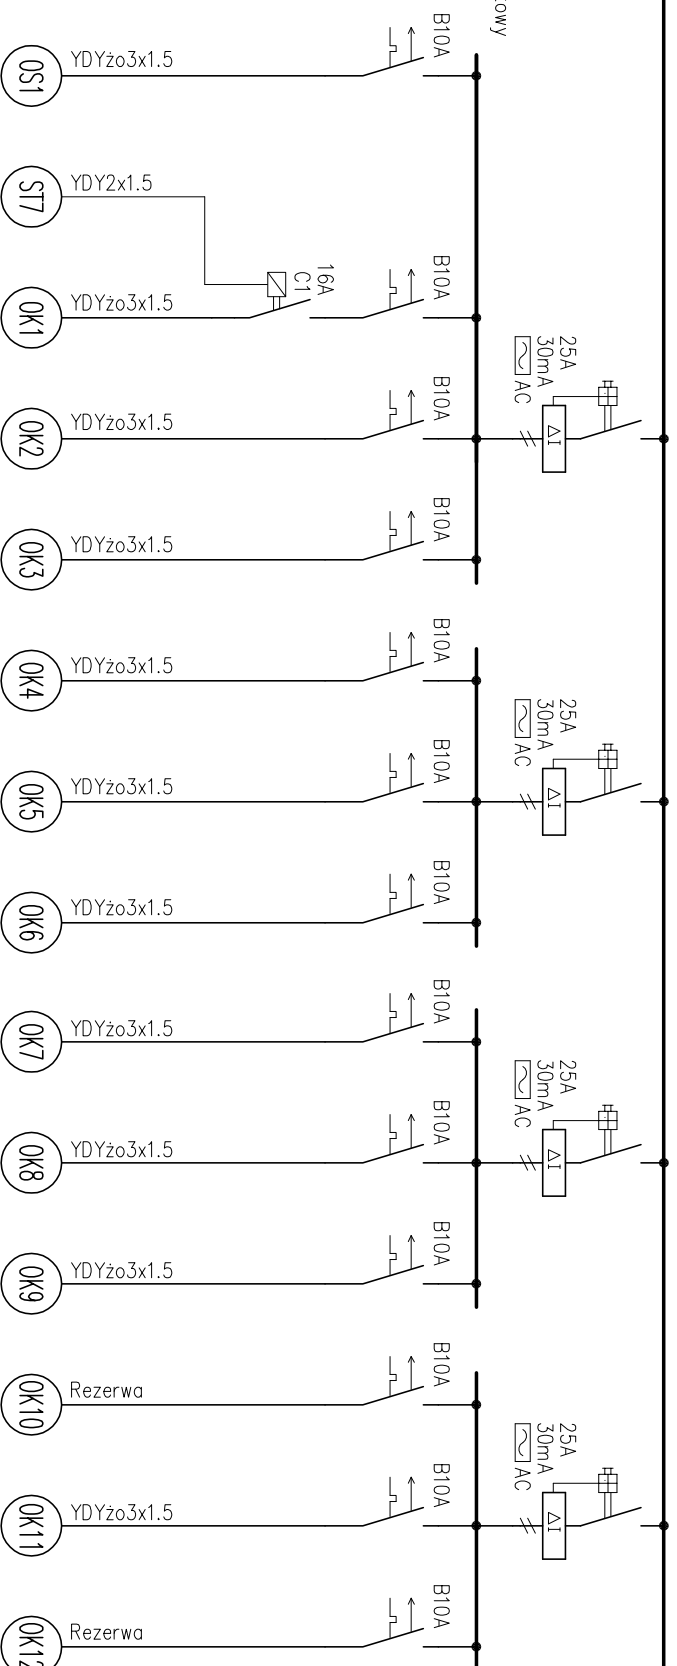 B10A
YDYżo3x1.5
OS1
YDY2x1.5
ST7
16A
C1
B10A
YDYżo3x1.5
OK1
25A
30mA
AC
ΔI
B10A
YDYżo3x1.5
OK2
B10A
YDYżo3x1.5
OK3
B10A
YDYżo3x1.5
OK4
25A
30mA
AC
ΔI
B10A
YDYżo3x1.5
OK5
B10A
YDYżo3x1.5
OK6
B10A
YDYżo3x1.5
OK7
25A
30mA
AC
ΔI
B10A
YDYżo3x1.5
OK8
B10A
YDYżo3x1.5
OK9
B10A
Rezerwa
OK10
25A
30mA
AC
ΔI
B10A
YDYżo3x1.5
OK11
B10A
Rezerwa
OK12